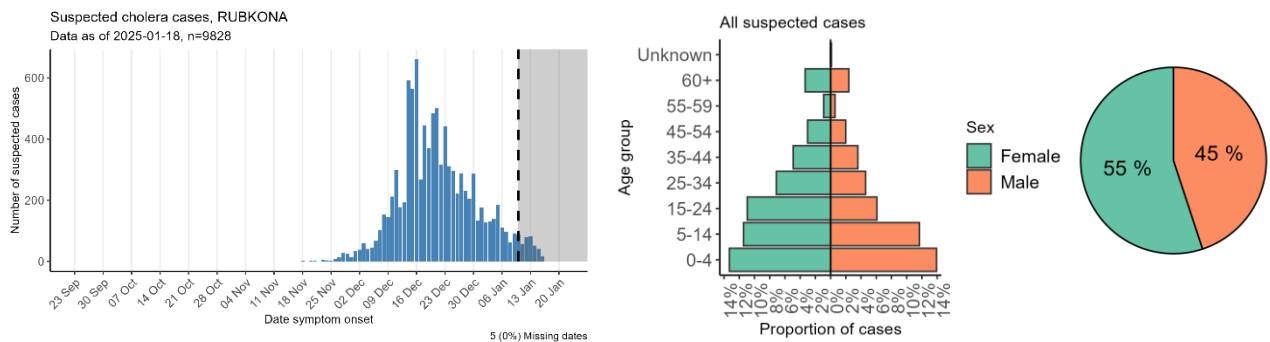 Suspected cholera cases, RUBKONA
Data as of 2025-01-18, n=9828
Number of suspected cases
600
400
200
0
23 Sep
30 Sep
07 Oct
14 Oct
21 Oct
28 Oct
04 Nov
11 Nov
18 Nov
25 Nov
02 Dec
09 Dec
16 Dec
23 Dec
30 Dec
06 Jan
13 Jan
20 Jan
Date symptom onset
5 (0%) Missing dates
All suspected cases
Age group
Unknown
60+
55-59
45-54
35-44
25-34
15-24
5-14
0-4
14%
12%
10%
8%
6%
4%
2%
0%
2%
4%
6%
8%
10%
12%
14%
Proportion of cases
Sex
Female
Male
55 %
45 %